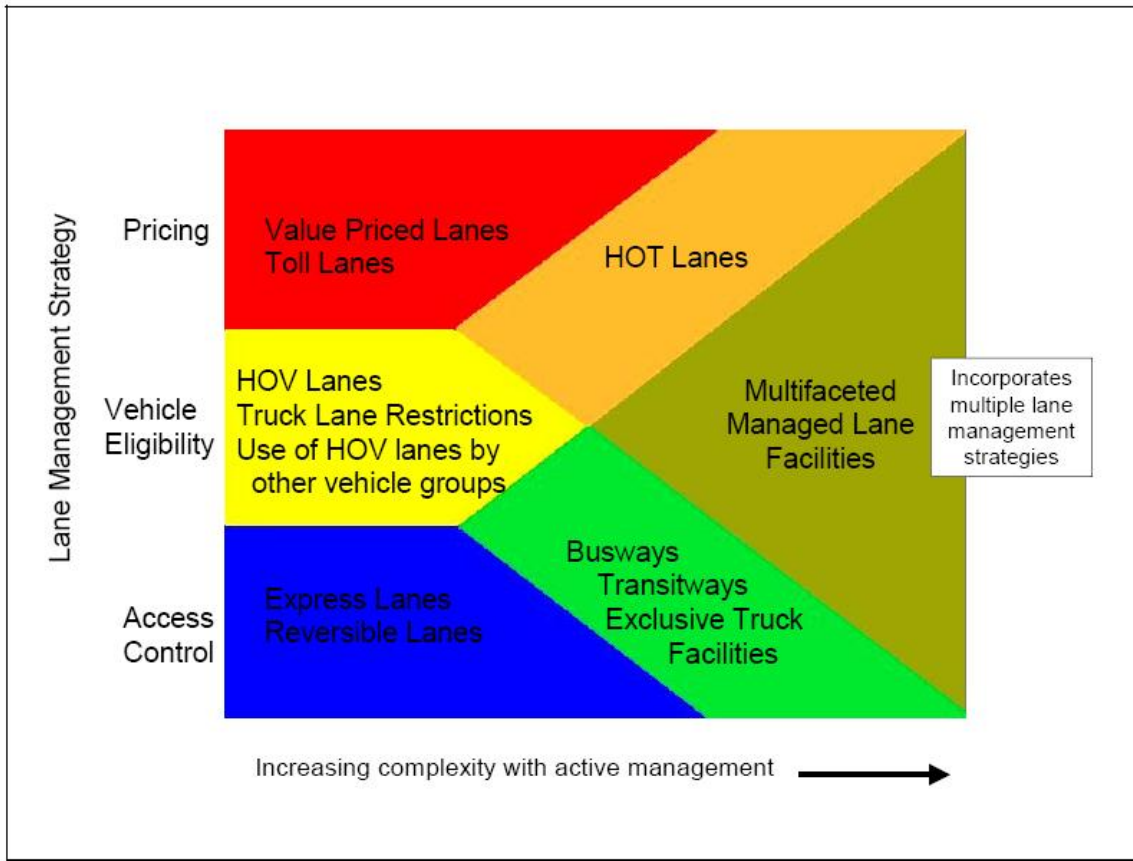 Lane Management Strategy
Pricing
Value Priced Lanes
Toll Lanes
HOT Lanes
Vehicle
Eligibility
HOV Lanes
Truck Lane Restrictions
Use of HOV lanes by
other vehicle groups
Multifaceted
Managed Lane
Facilities
Incorporates
multiple lane
management
strategies
Access
Control
Express Lanes
Reversible Lanes
Busways
Transitways
Exclusive Truck
Facilities
Increasing complexity with active management